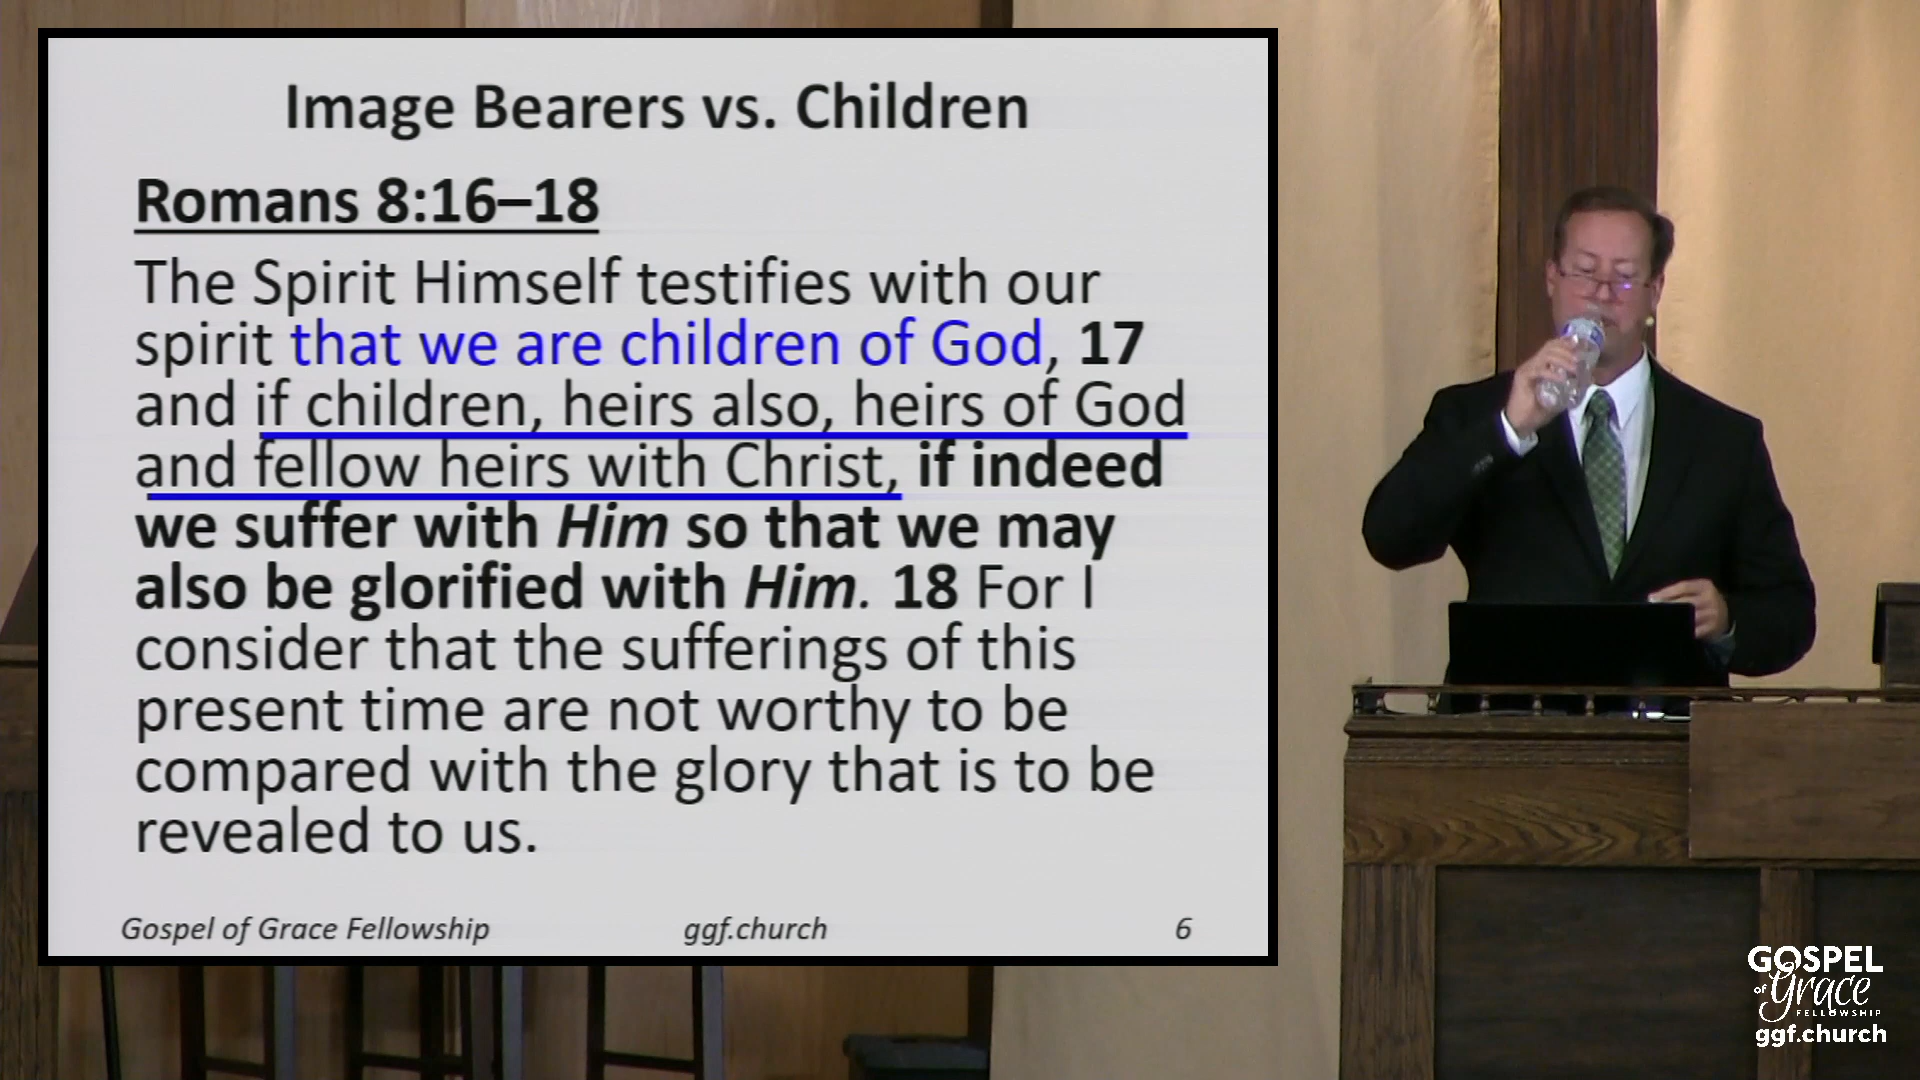 Image Bearers vs. Children
Romans 8:16–18
The Spirit Himself testifies with our
spirit that we are children of God, 17
and if children, heirs also, heirs of God
and fellow heirs with Christ, if indeed
we suffer with Him so that we may
also be glorified with Him. 18 For I
consider that the sufferings of this
present time are not worthy to be
compared with the glory that is to be
revealed to us.
Gospel of Grace Fellowship ggf.church 6
GOSPEL
of Grace
FELLOWSHIP
ggf.church